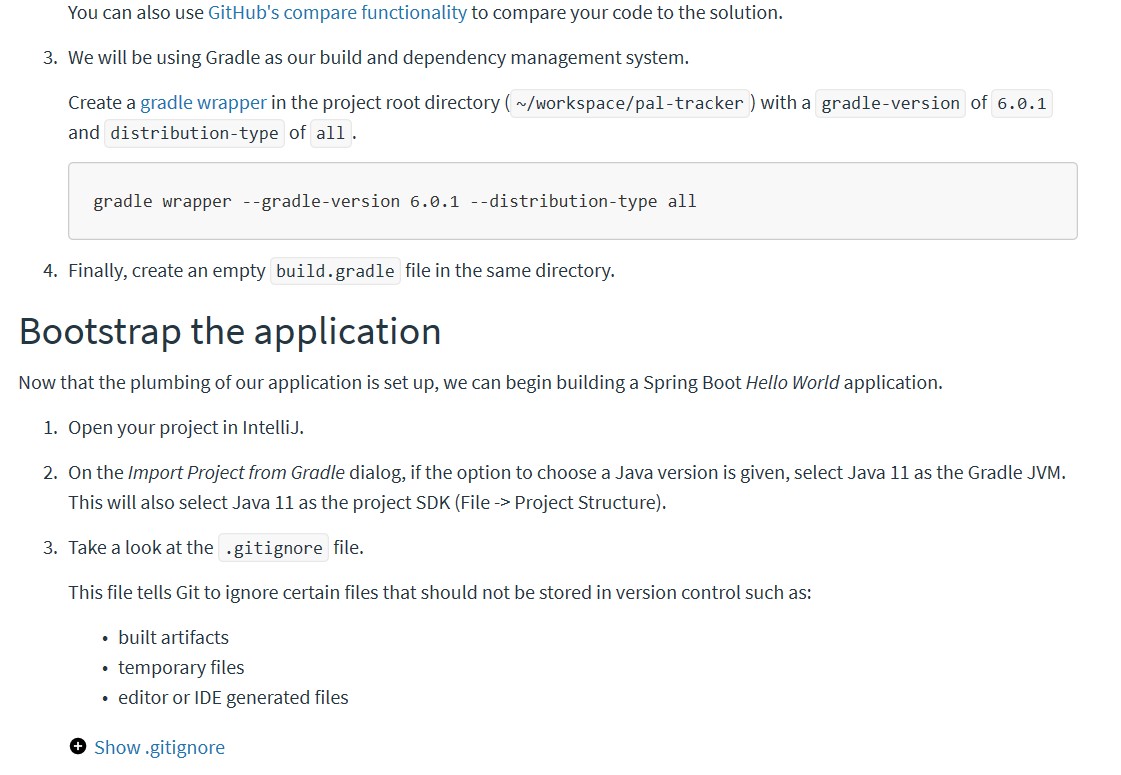 You can also use GitHub's compare functionality to compare your code to the solution.
3. We will be using Gradle as our build and dependency management system.
Create a gradle wrapper in the project root directory ( ~/workspace/pal-tracker ) with a gradle-version of 6.0.1
and distribution-type of all .
gradle wrapper --gradle-version 6.0.1 --distribution-type all
4. Finally, create an empty build.gradle file in the same directory.
Bootstrap the application
Now that the plumbing of our application is set up, we can begin building a Spring Boot Hello World application.
1. Open your project in IntelliJ.
2. On the Import Project from Gradle dialog, if the option to choose a Java version is given, select Java 11 as the Gradle JVM.
This will also select Java 11 as the project SDK (File -> Project Structure).
3. Take a look at the .gitignore file.
This file tells Git to ignore certain files that should not be stored in version control such as:
• built artifacts
• temporary files
• editor or IDE generated files
Show .gitignore